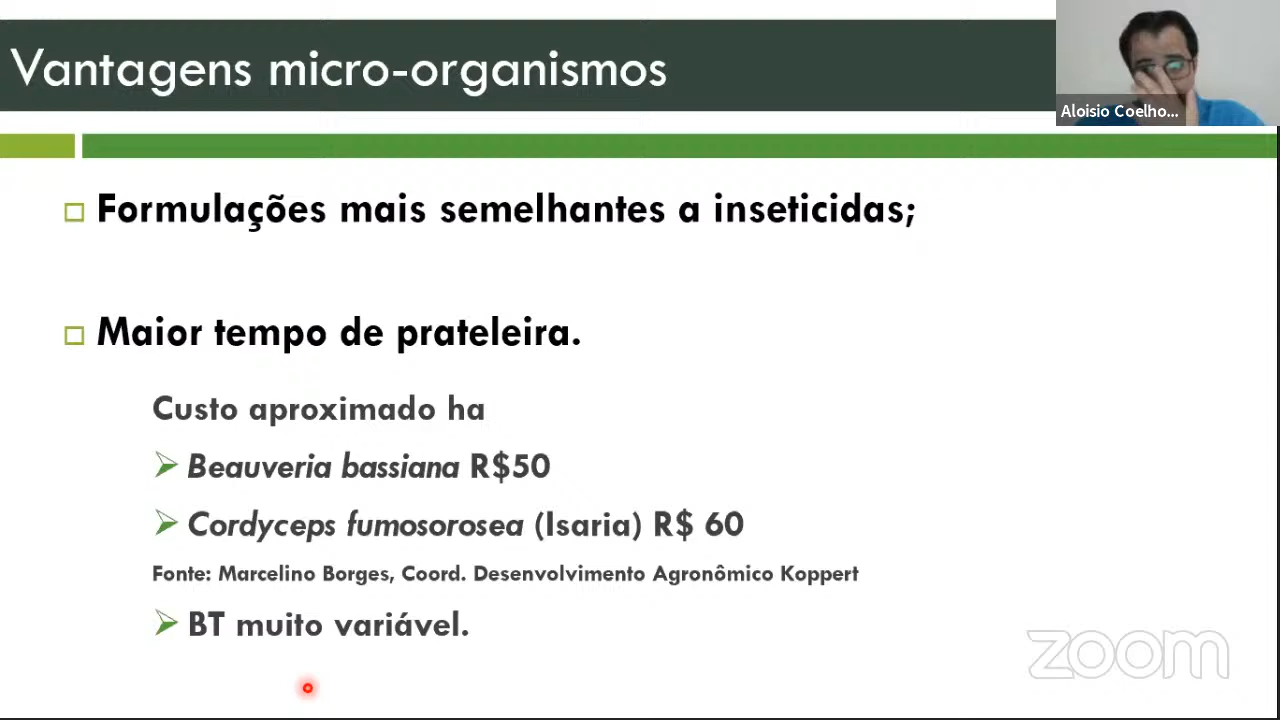 Vantagens micro-organismos
Aloisio Coelho...
Formulações mais semelhantes a inseticidas;
Maior tempo de prateleira.
Custo aproximado ha
Beauveria bassiana R$50
Cordyceps fumosorosea (Isaria) R$ 60
Fonte: Marcelino Borges, Coord. Desenvolvimento Agronômico Koppert
BT muito variável.
zoom